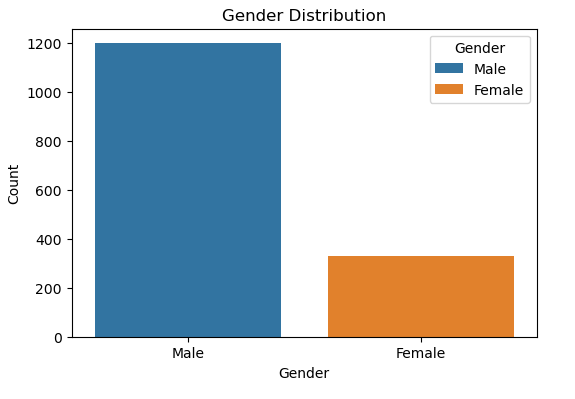 Gender Distribution
Gender
Male
Female
1200
1000
800
600
400
200
0
Count
Male
Female
Gender